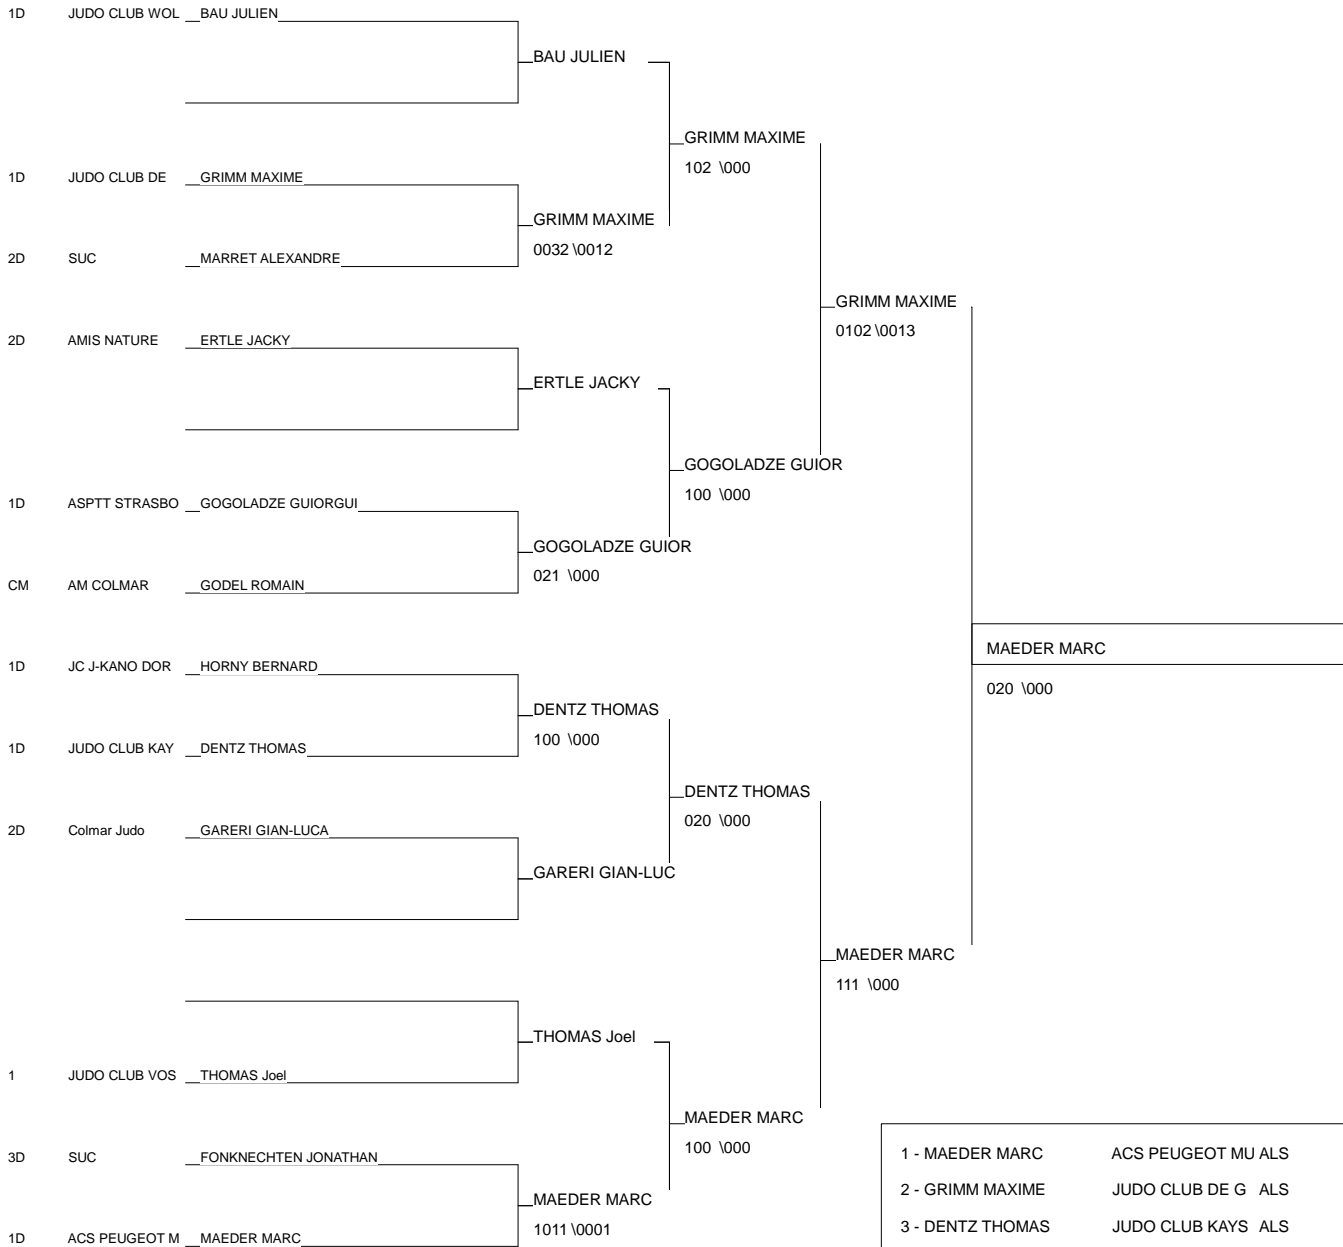 1D JUDO CLUB WOL BAU JULIEN
BAU JULIEN
GRIMM MAXIME
102 \000
1D JUDO CLUB DE GRIMM MAXIME
GRIMM MAXIME
0032 \0012
2D SUC MARRET ALEXANDRE
GRIMM MAXIME
0102 \0013
2D AMIS NATURE ERTLE JACKY
ERTLE JACKY
GOGOLADZE GUIOR
100 \000
1D ASPTT STRASBO GOGOLADZE GUIORGUI
GOGOLADZE GUIOR
021 \000
CM AM COLMAR GODEL ROMAIN
MAEDER MARC
020 \000
1D JC J-KANO DOR HORNY BERNARD
DENTZ THOMAS
100 \000
1D JUDO CLUB KAY DENTZ THOMAS
DENTZ THOMAS
020 \000
2D Colmar Judo GARERI GIAN-LUCA
GARERI GIAN-LUC
MAEDER MARC
111 \000
THOMAS Joel
1 JUDO CLUB VOS THOMAS Joel
MAEDER MARC
100 \000
3D SUC FONKNECHTEN JONATHAN
MAEDER MARC
1011 \0001
1D ACS PEUGEOT M MAEDER MARC
1 - MAEDER MARC ACS PEUGEOT MU ALS
2 - GRIMM MAXIME JUDO CLUB DE G ALS
3 - DENTZ THOMAS JUDO CLUB KAYS ALS